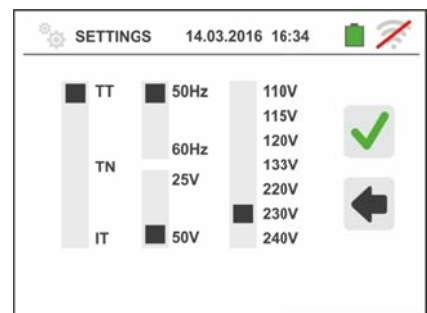 SETTINGS 14.03.2016 16:34
TT 50Hz 110V
115V
120V
60Hz
TN 133V
25V 220V
230V
IT 50V 240V